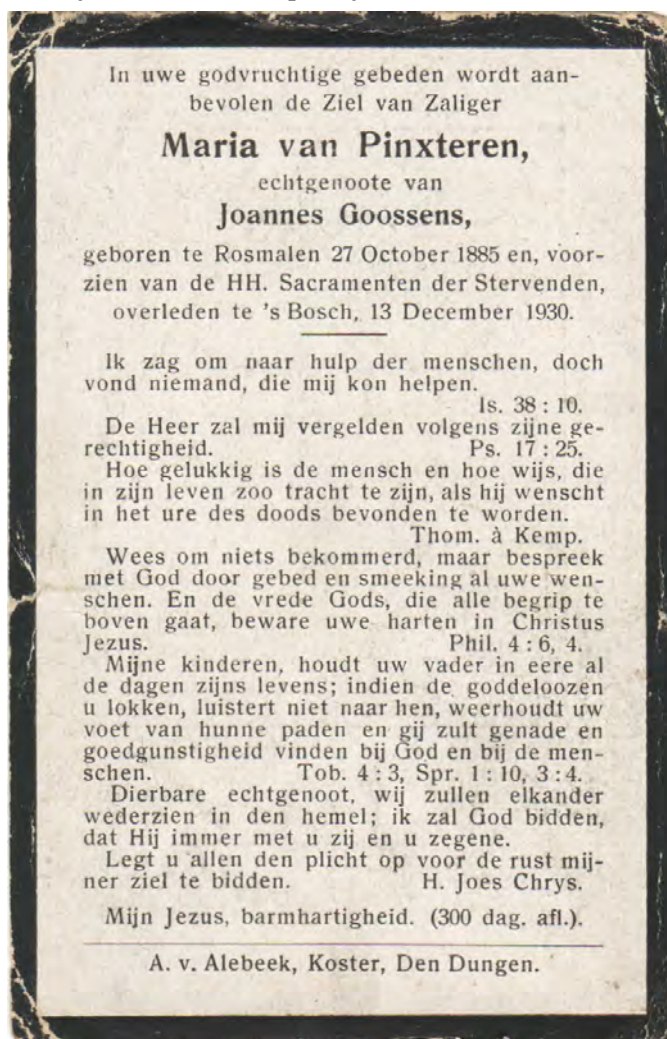 In uwe godvruchtige gebeden wordt aan-
bevolen de Ziel van Zaliger
Maria van Pinxteren,
echtgenoote van
Joannes Goossens,
geboren te Rosmalen 27 October 1885 en, voor-
zien van de HH. Sacramenten der Stervenden,
overleden te 's Bosch, 13 December 1930.
Ik zag om naar hulp der menschen, doch
vond niemand, die mij kon helpen.
Is. 38 : 10.
De Heer zal mij vergelden volgens zijne ge-
rechtigheid. Ps. 17 : 25.
Hoe gelukkig is de mensch en hoe wijs, die
in zijn leven zoo tracht te zijn, als hij wenscht
in het ure des doods bevonden te worden.
Thom. à Kemp.
Wees om niets bekommerd, maar bespreek
met God door gebed en smeeking al uwe wen-
schen. En de vrede Gods, die alle begrip te
boven gaat, beware uwe harten in Christus
Jezus. Phil. 4 : 6, 4.
Mijne kinderen, houdt uw vader in eere al
de dagen zijns levens; indien de goddeloozen
u lokken, luistert niet naar hen, weerhoudt uw
voet van hunne paden en gij zult genade en
goedgunstigheid vinden bij God en bij de men-
schen. Tob. 4 : 3, Spr. 1 : 10, 3 : 4.
Dierbare echtgenoot, wij zullen elkander
wederzien in den hemel; ik zal God bidden,
dat Hij immer met u zij en u zegene.
Legt u allen den plicht op voor de rust mij-
ner ziel te bidden. H. Joes Chrys.
Mijn Jezus, barmhartigheid. (300 dag. afl.).
A. v. Alebeek, Koster, Den Dungen.